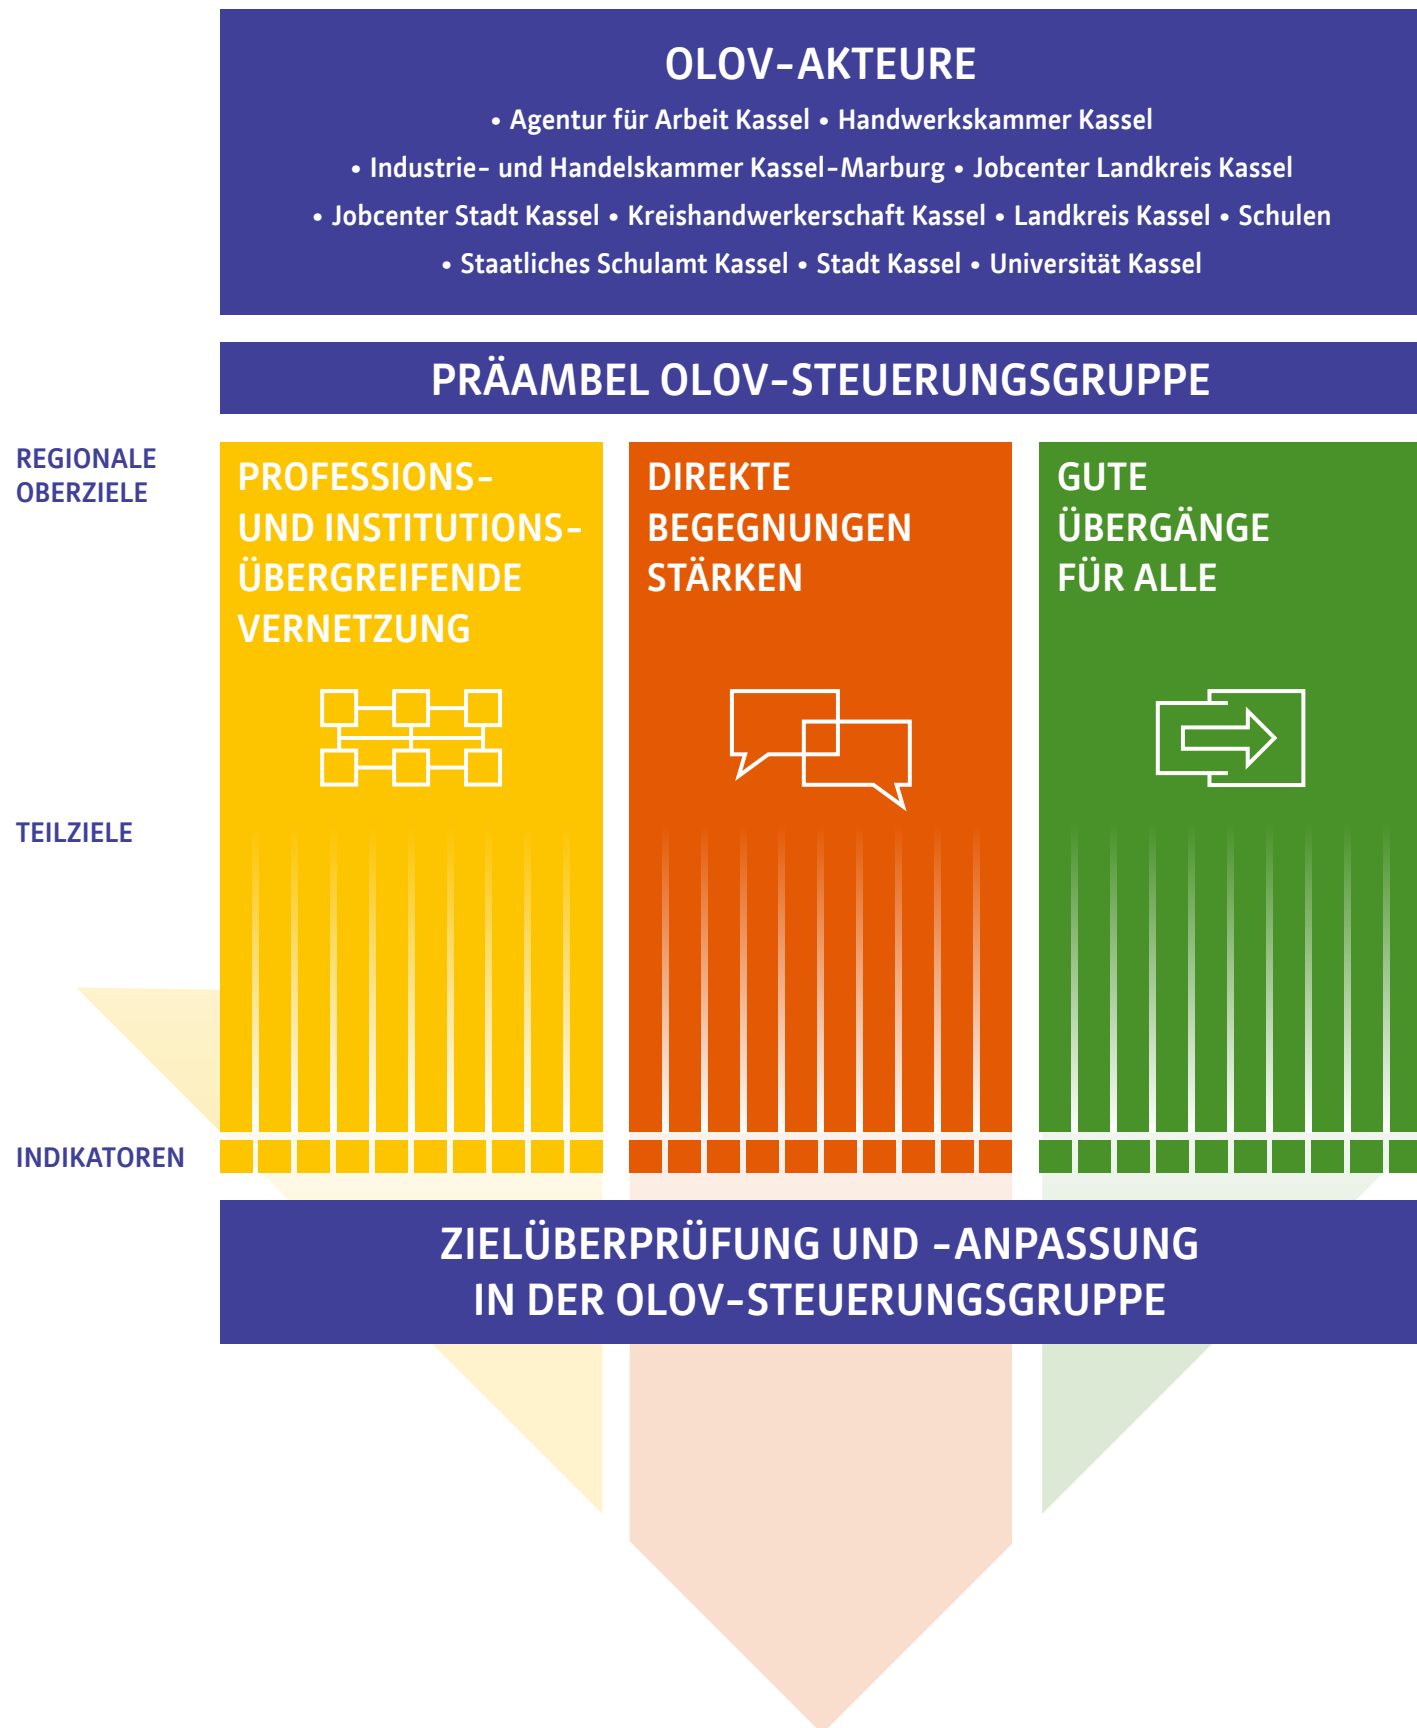 OLOV-AKTEURE
• Agentur für Arbeit Kassel • Handwerkskammer Kassel
• Industrie- und Handelskammer Kassel-Marburg • Jobcenter Landkreis Kassel
• Jobcenter Stadt Kassel • Kreishandwerkerschaft Kassel • Landkreis Kassel • Schulen
• Staatliches Schulamt Kassel • Stadt Kassel • Universität Kassel
PRÄAMBEL OLOV-STEUERUNGSGRUPPE
REGIONALE
OBERZIELE
PROFESSIONS-
UND INSTITUTIONS-
ÜBERGREIFENDE
VERNETZUNG
DIREKTE
BEGEGNUNGEN
STÄRKEN
GUTE
ÜBERGÄNGE
FÜR ALLE
TEILZIELE
INDIKATOREN
ZIELÜBERPRÜFUNG UND -ANPASSUNG
IN DER OLOV-STEUERUNGSGRUPPE